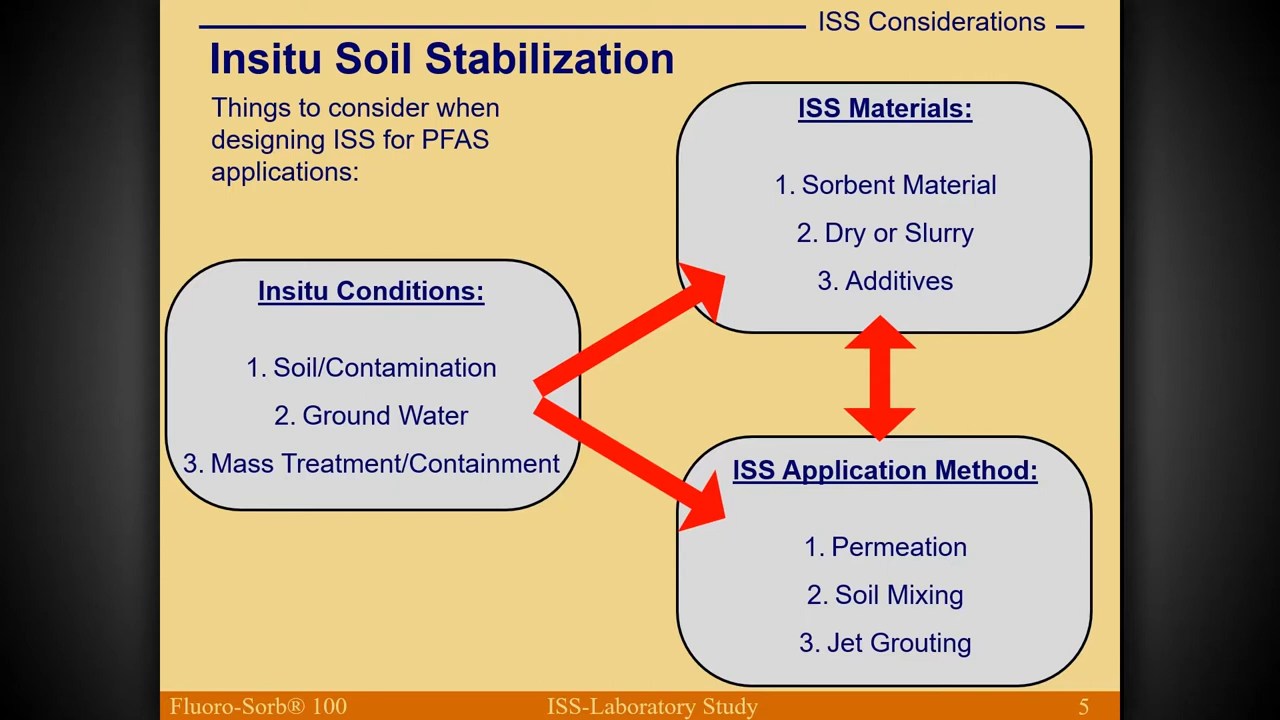 ISS Considerations
Insitu Soil Stabilization
Things to consider when
designing ISS for PFAS
applications:
ISS Materials:
1. Sorbent Material
2. Dry or Slurry
3. Additives
Insitu Conditions:
1. Soil/Contamination
2. Ground Water
3. Mass Treatment/Containment
ISS Application Method:
1. Permeation
2. Soil Mixing
3. Jet Grouting
Fluoro-Sorb® 100
ISS-Laboratory Study
5